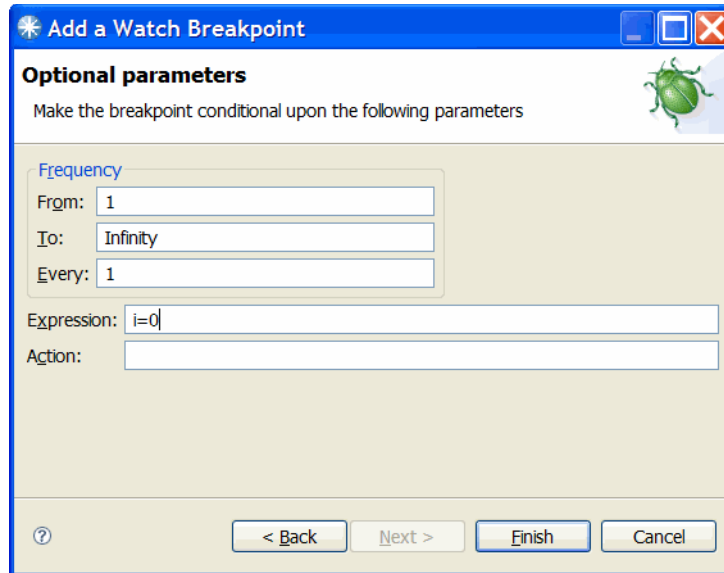 Add a Watch Breakpoint
Optional parameters
Make the breakpoint conditional upon the following parameters
Frequency
From: 1
To: Infinity
Every: 1
Expression: i=0
Action:
? < Back Next > Finish Cancel